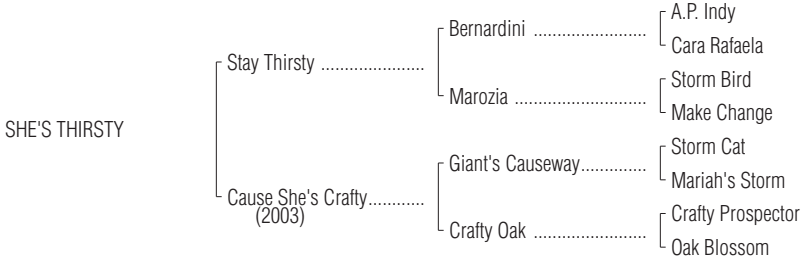 A.P. Indy
Bernardini ........................
Cara Rafaela
Stay Thirsty ......................
Storm Bird
Marozia ............................
Make Change
SHE'S THIRSTY
Storm Cat
Giant's Causeway..............
Mariah's Storm
Cause She's Crafty............
(2003)
Crafty Prospector
Crafty Oak ........................
Oak Blossom